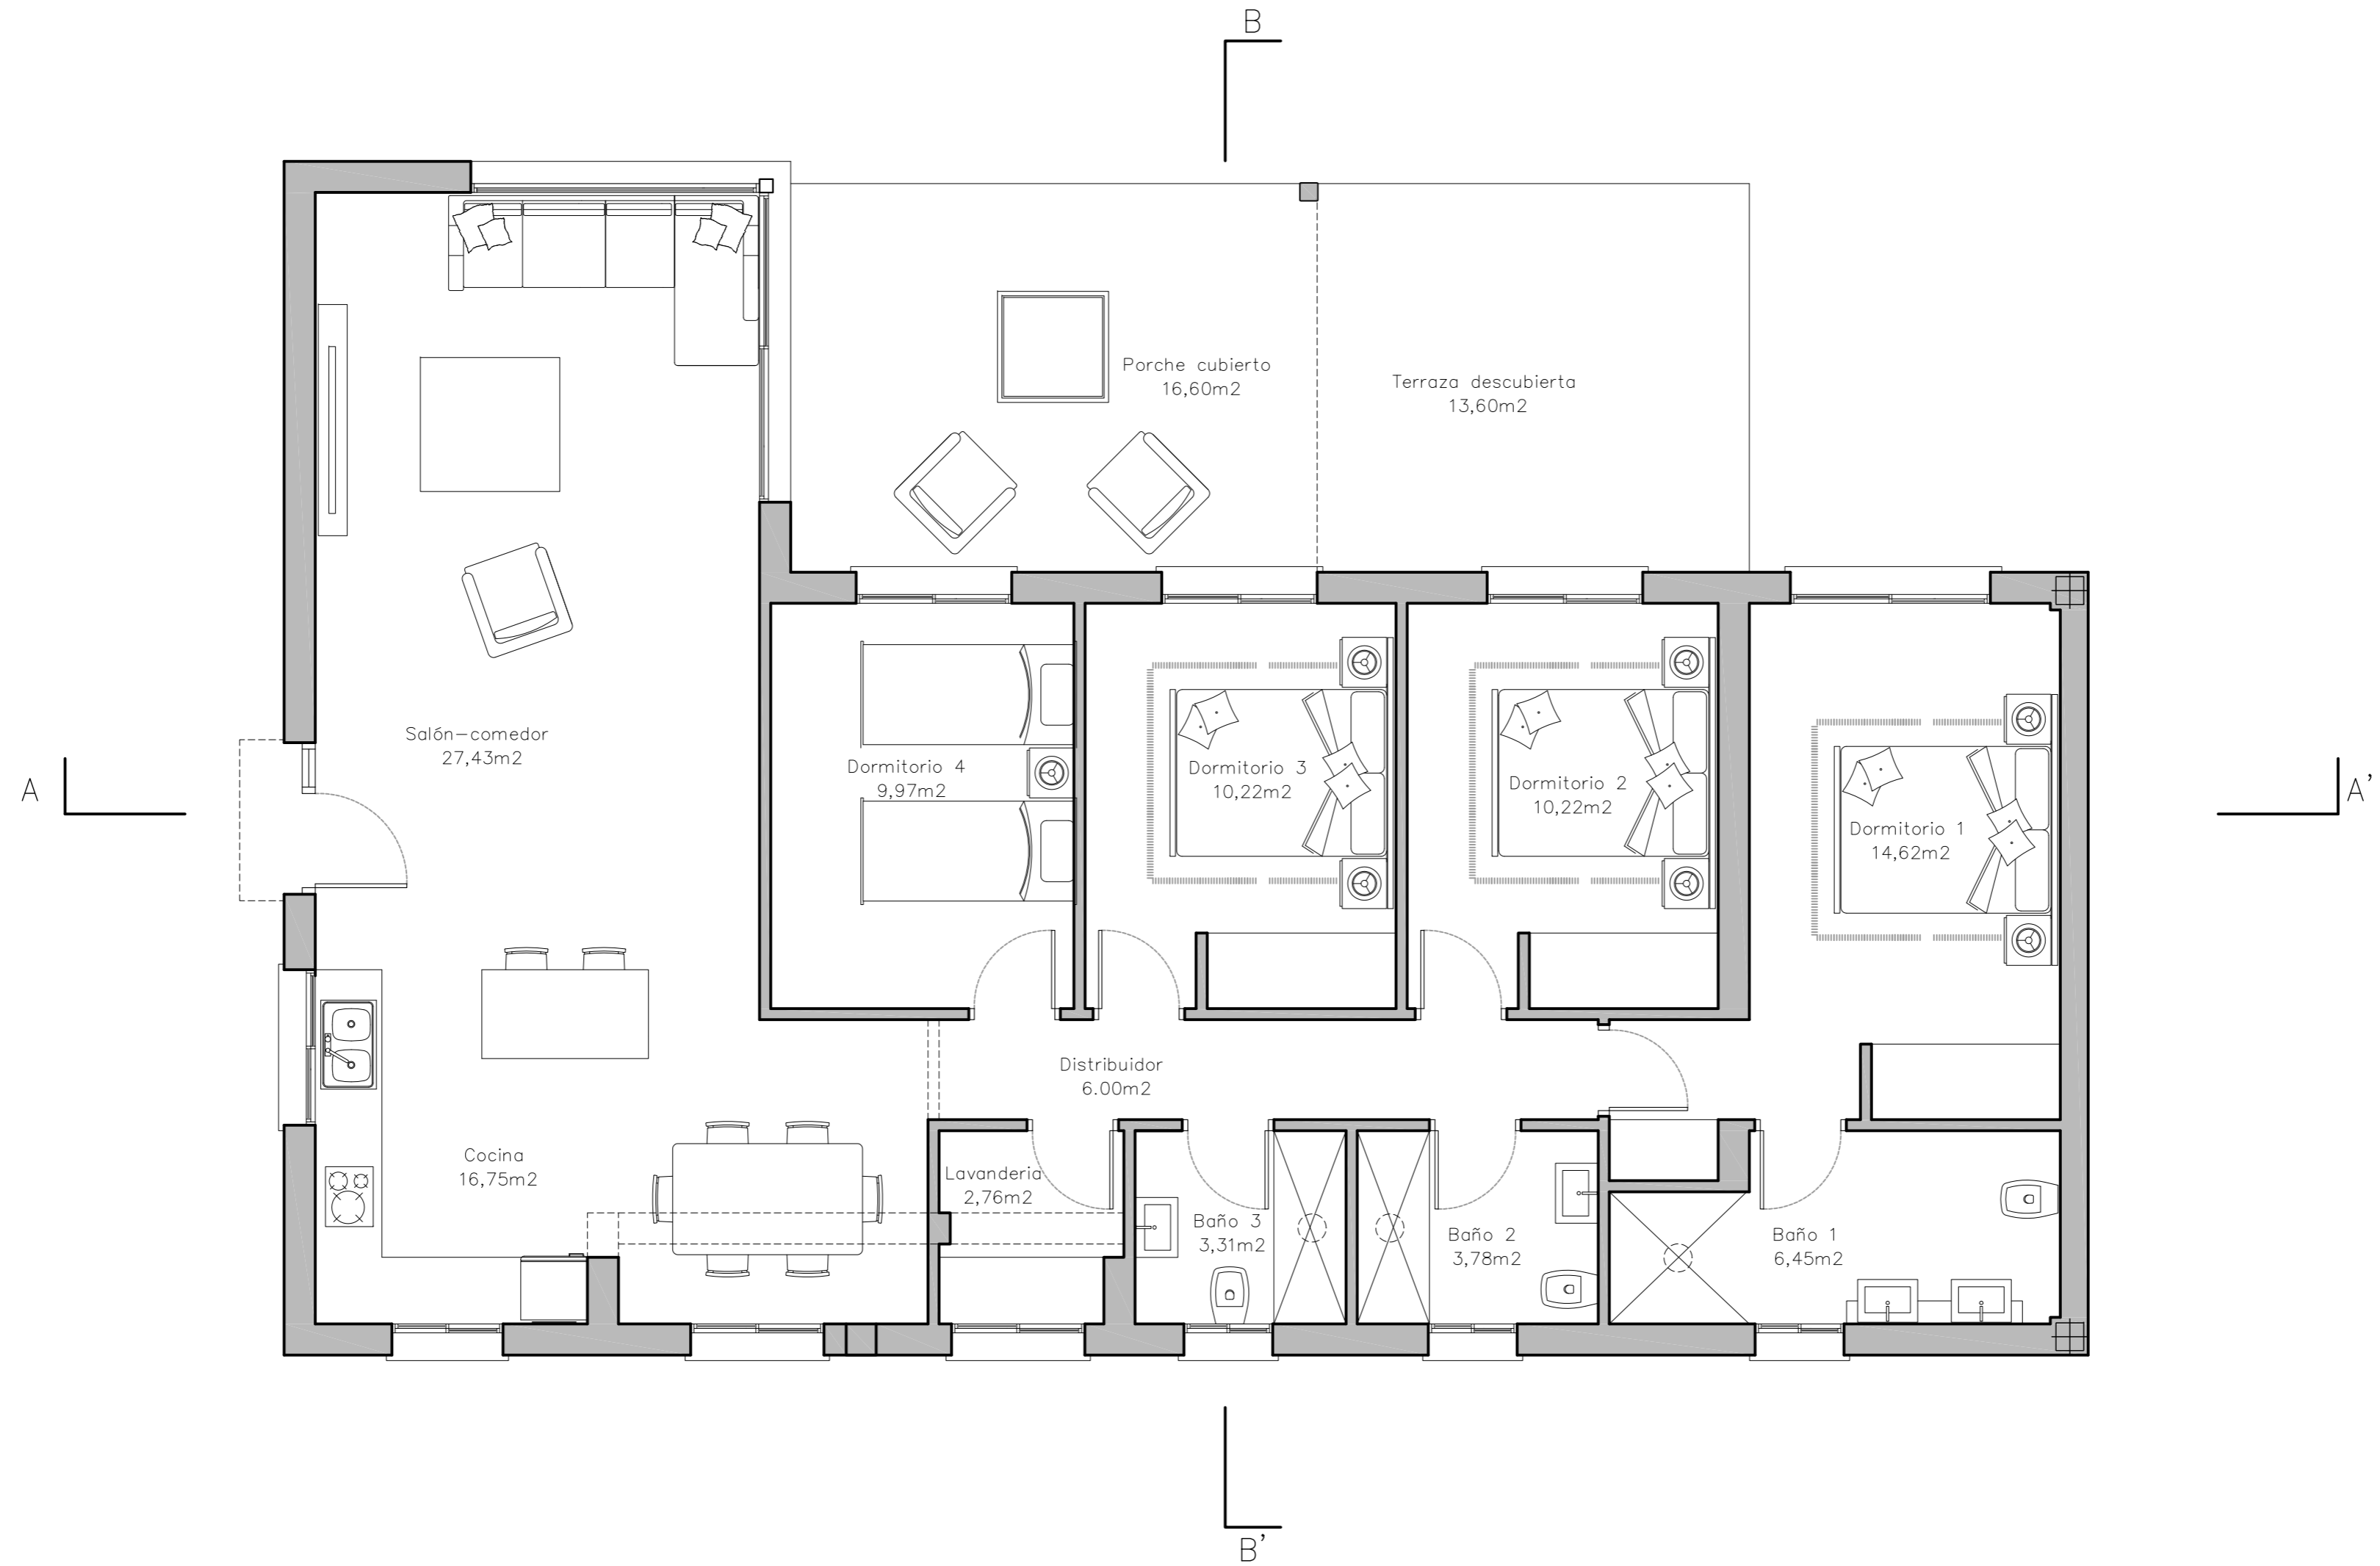 B
Porche cubierto
16,60m2
Terraza descubierta
13,60m2
Salón-comedor
27,43m2
Dormitorio 4
9,97m2
Dormitorio 3
10,22m2
Dormitorio 2
10,22m2
Dormitorio 1
14,62m2
A
A'
Distribuidor
6.00m2
Cocina
16,75m2
Lavanderia
2,76m2
Baño 3
3,31m2
Baño 2
3,78m2
Baño 1
6,45m2
B'